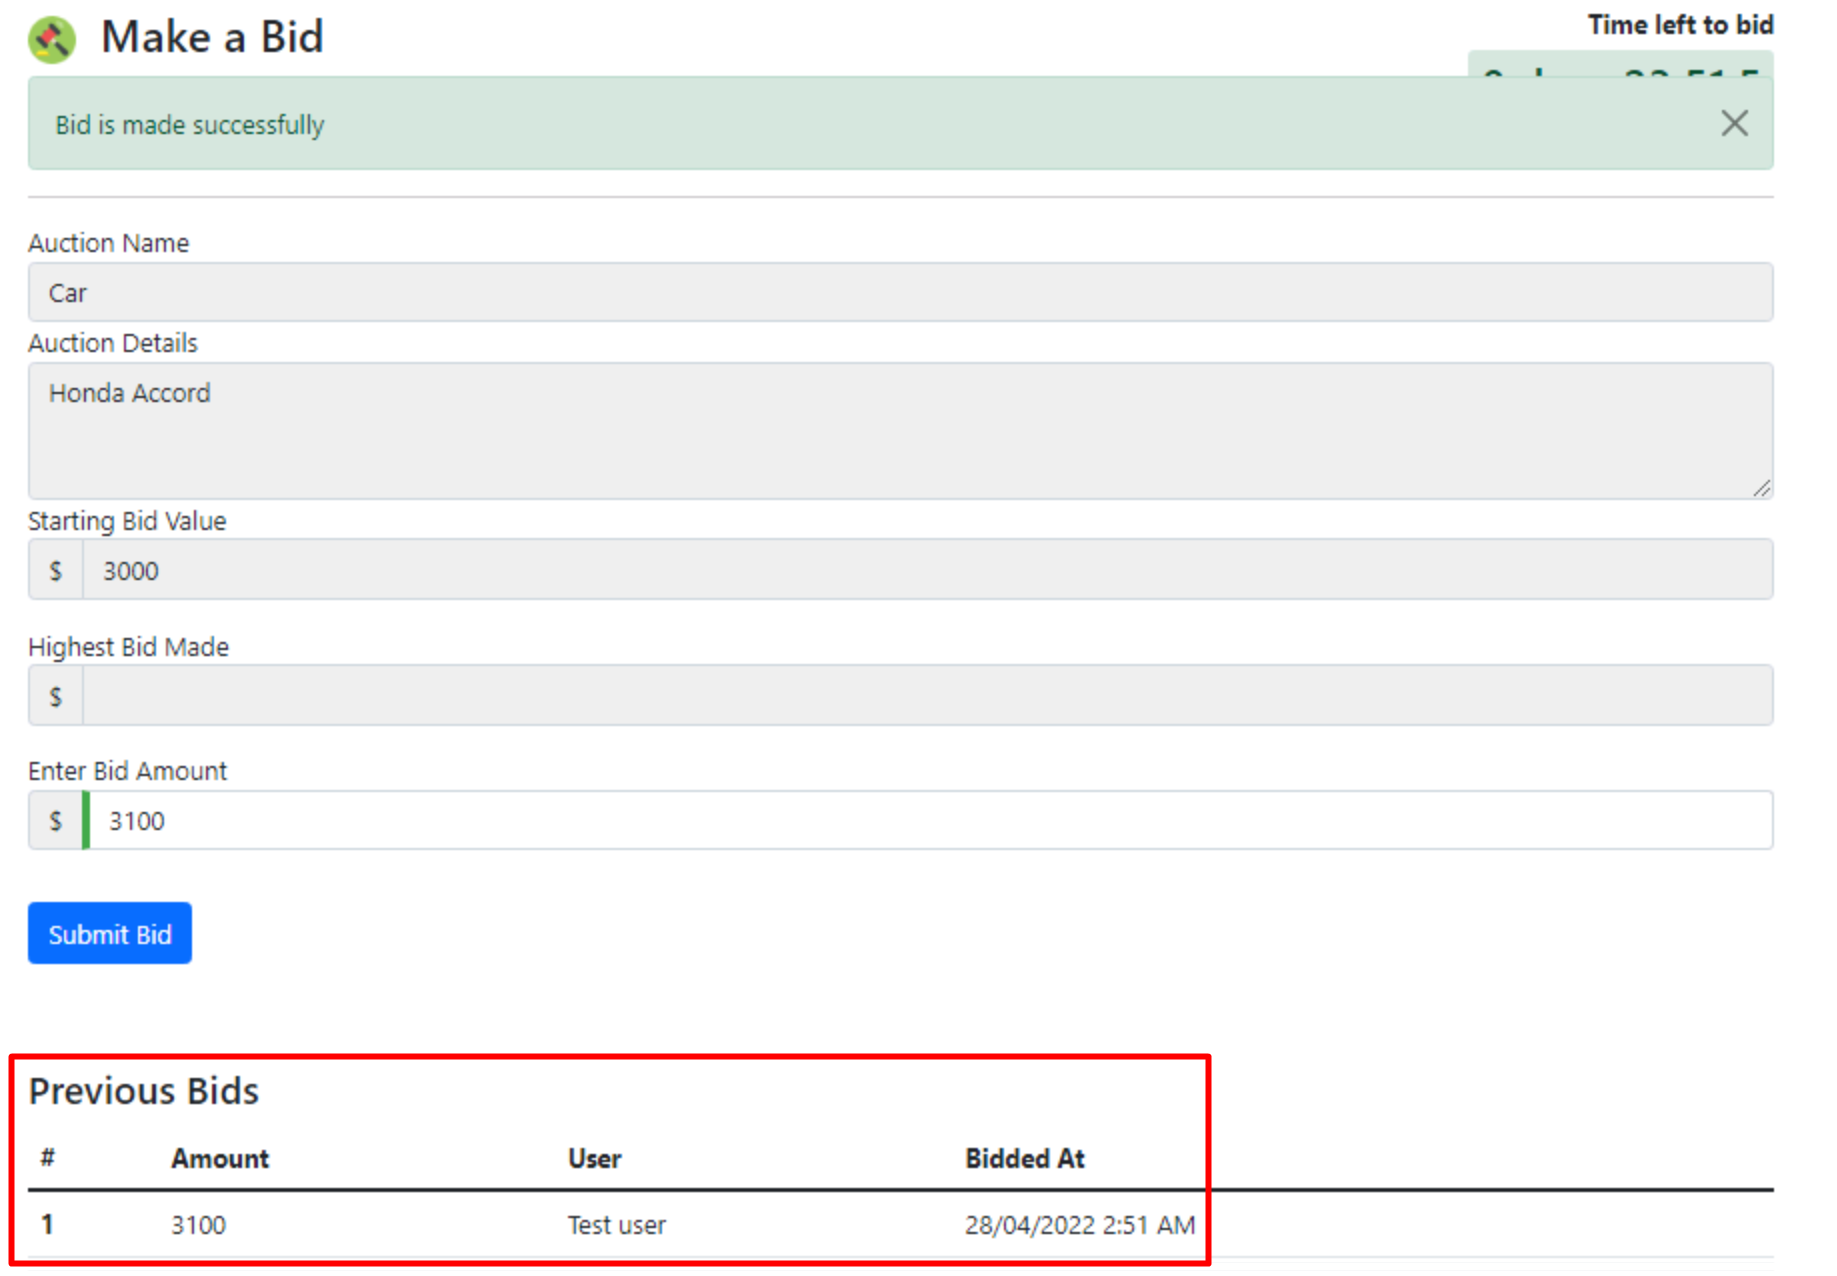 Make a Bid
Time left to bid
Bid is made successfully
Auction Name
Car
Auction Details
Honda Accord
Starting Bid Value
$ 3000
Highest Bid Made
$
Enter Bid Amount
$ 3100
Submit Bid
Previous Bids
# Amount User Bidded At
1 3100 Test user 28/04/2022 2:51 AM